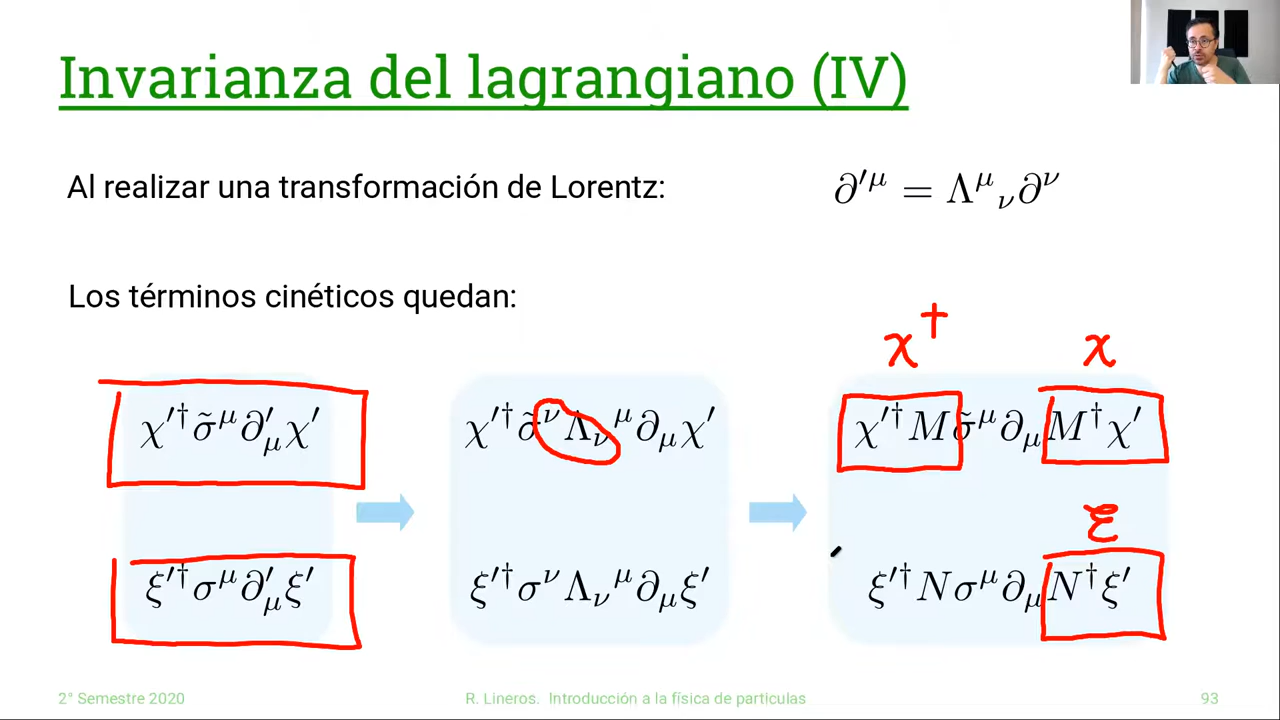 Invarianza del lagrangiano (IV)
Al realizar una transformación de Lorentz: ∂′^μ = Λ^μ_ν ∂^ν
Los términos cinéticos quedan:
χ† χ
χ′† σ̃^μ ∂′_μ χ′ χ′† σ̃^ν Λ_ν^μ ∂_μ χ′ χ′† M σ̃^μ ∂_μ M† χ′
ξ
ξ′† σ^μ ∂′_μ ξ′ ξ′† σ^ν Λ_ν^μ ∂_μ ξ′ ξ′† N σ^μ ∂_μ N† ξ′
2° Semestre 2020 R. Lineros. Introducción a la física de particulas 93